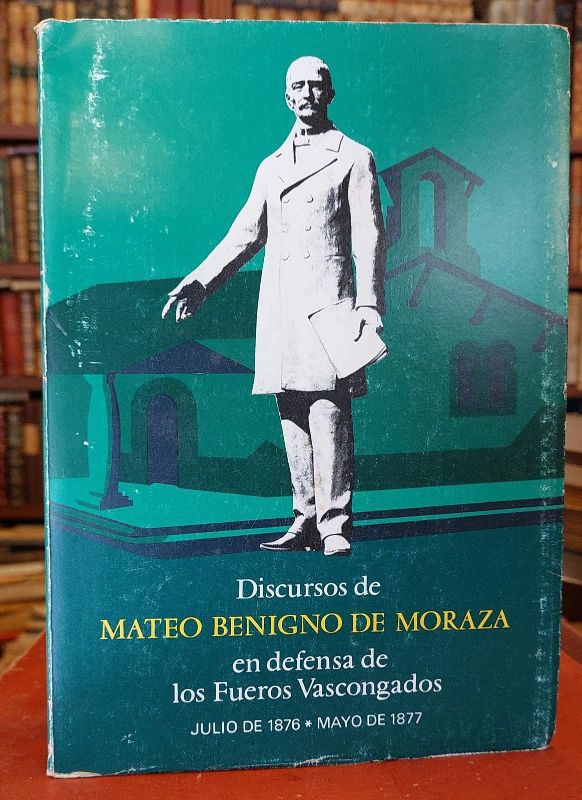 Discursos de
MATEO BENIGNO DE MORAZA
en defensa de
los Fueros Vascongados
JULIO DE 1876 * MAYO DE 1877